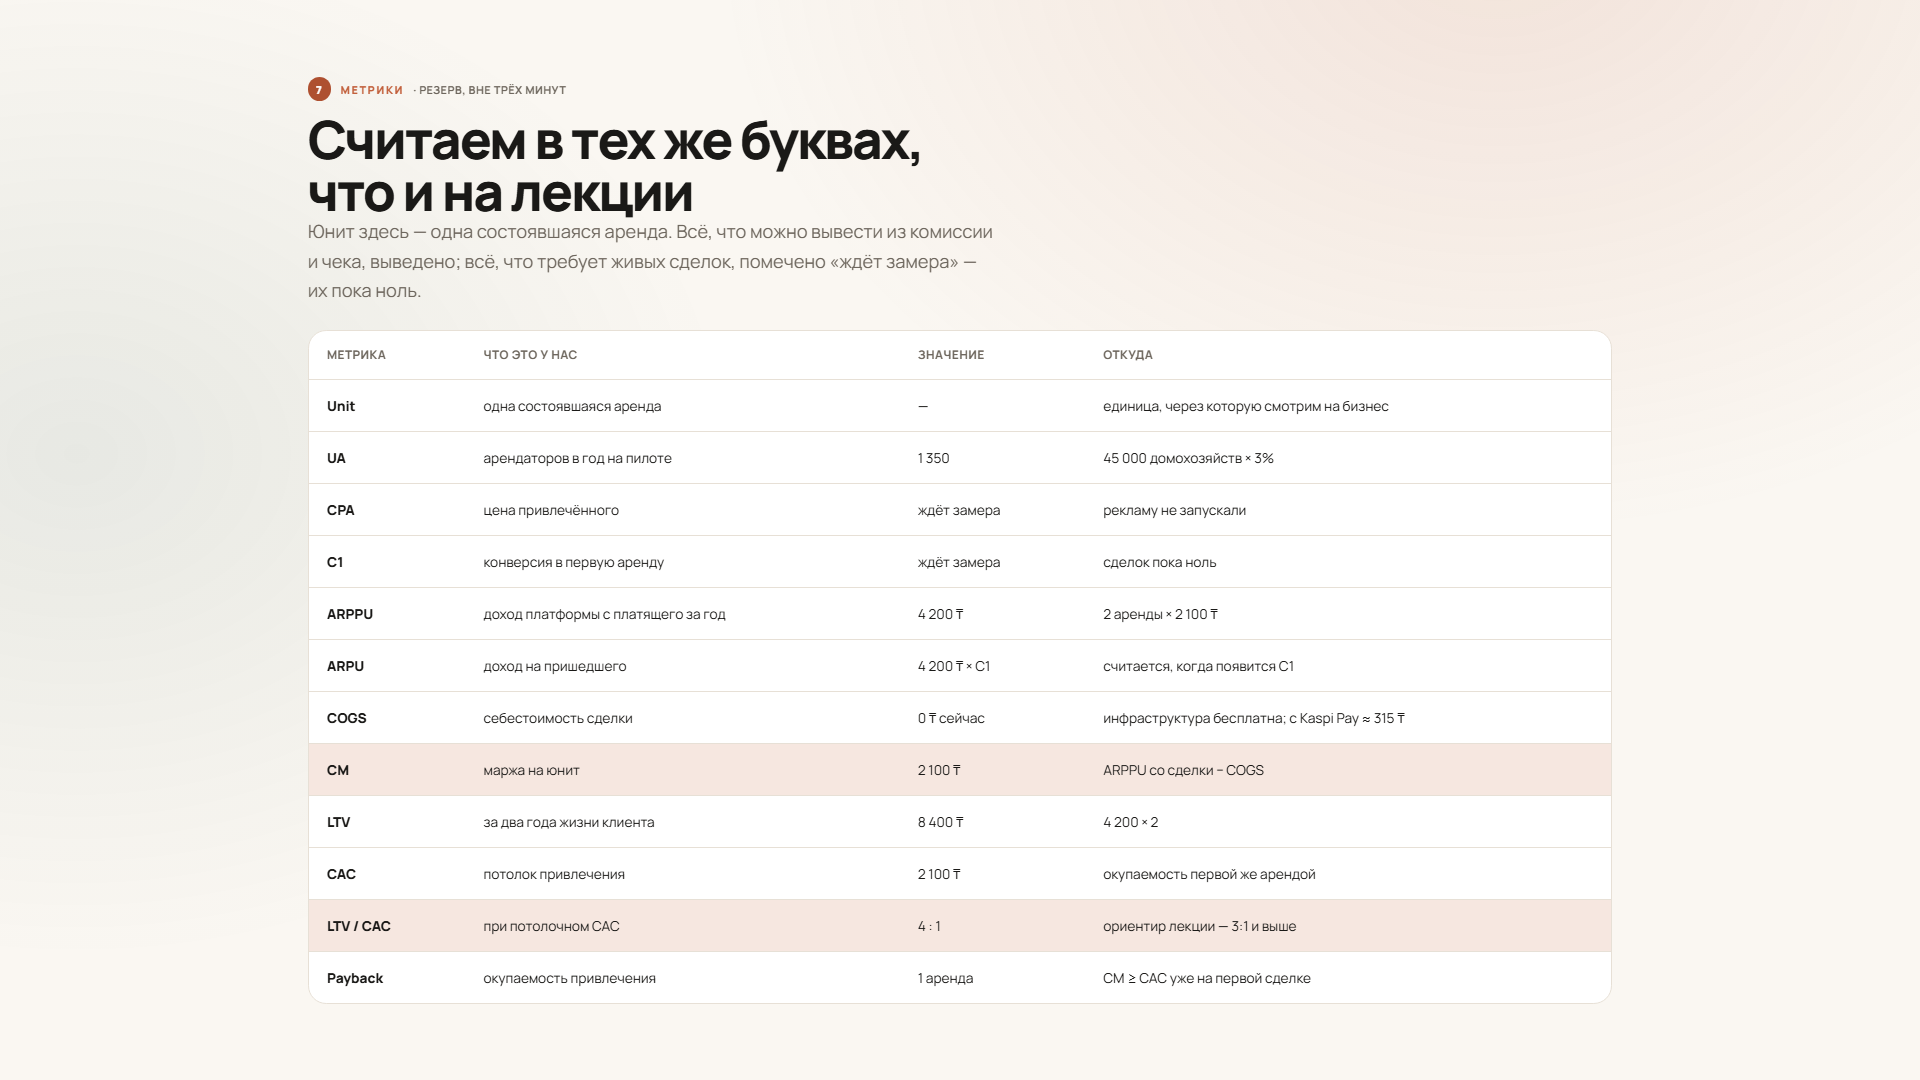 7 МЕТРИКИ · РЕЗЕРВ, ВНЕ ТРЁХ МИНУТ
Считаем в тех же буквах,
что и на лекции
Юнит здесь — одна состоявшаяся аренда. Всё, что можно вывести из комиссии
и чека, выведено; всё, что требует живых сделок, помечено «ждёт замера» —
их пока ноль.
МЕТРИКА ЧТО ЭТО У НАС ЗНАЧЕНИЕ ОТКУДА
Unit одна состоявшаяся аренда — единица, через которую смотрим на бизнес
UA арендаторов в год на пилоте 1 350 45 000 домохозяйств × 3%
CPA цена привлечённого ждёт замера рекламу не запускали
C1 конверсия в первую аренду ждёт замера сделок пока ноль
ARPPU доход платформы с платящего за год 4 200 ₸ 2 аренды × 2 100 ₸
ARPU доход на пришедшего 4 200 ₸ × C1 считается, когда появится C1
COGS себестоимость сделки 0 ₸ сейчас инфраструктура бесплатна; с Kaspi Pay ≈ 315 ₸
CM маржа на юнит 2 100 ₸ ARPPU со сделки − COGS
LTV за два года жизни клиента 8 400 ₸ 4 200 × 2
CAC потолок привлечения 2 100 ₸ окупаемость первой же арендой
LTV / CAC при потолочном CAC 4 : 1 ориентир лекции — 3:1 и выше
Payback окупаемость привлечения 1 аренда CM ≥ CAC уже на первой сделке